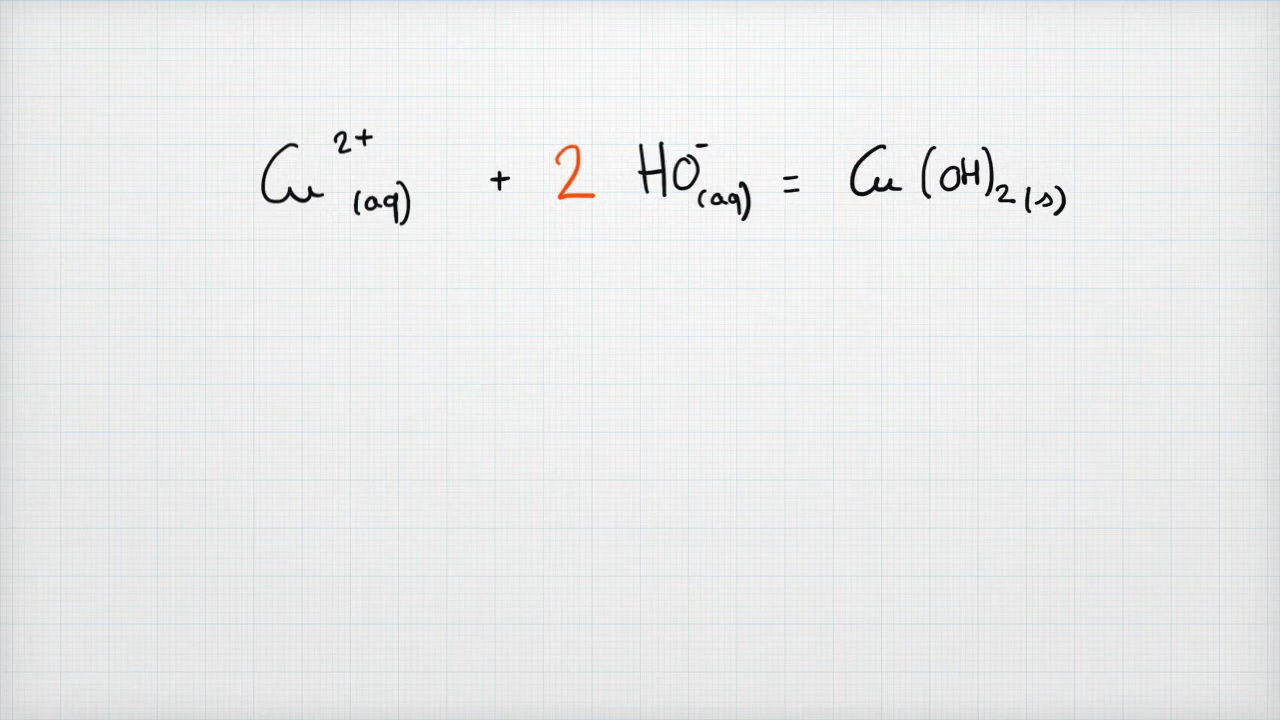 Cu²⁺(aq) + 2 HO⁻(aq) = Cu(OH)₂(s)